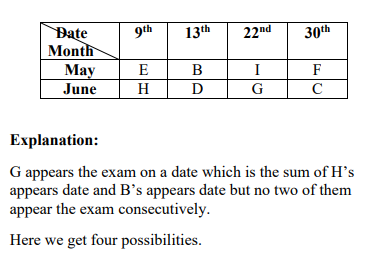 Date 9th 13th 22nd 30th
Month
May E B I F
June H D G C
Explanation:
G appears the exam on a date which is the sum of H's
appears date and B's appears date but no two of them
appear the exam consecutively.
Here we get four possibilities.